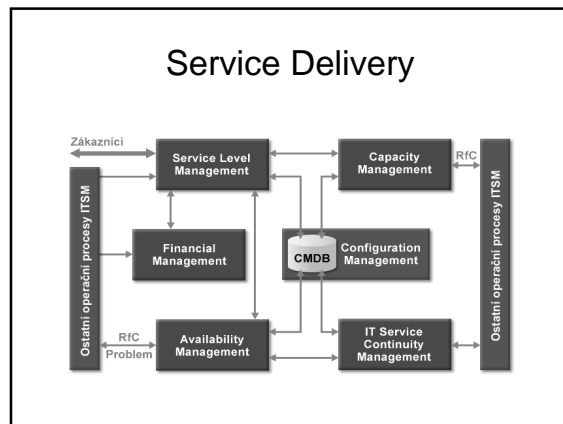 Service Delivery
Zákazníci
Service Level
Management
Capacity
Management
RfC
Ostatní operační procesy ITSM
Ostatní operační procesy ITSM
Financial
Management
CMDB
Configuration
Management
RfC
Problem
Availability
Management
IT Service
Continuity
Management